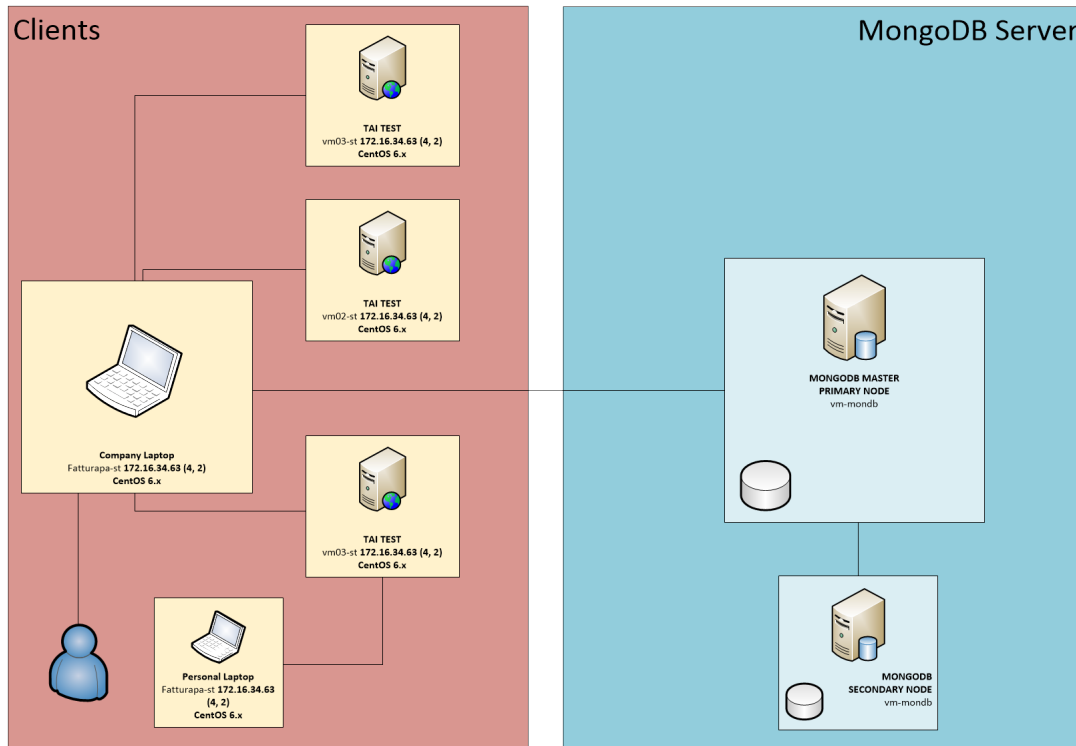 Clients
MongoDB Server
TAI TEST
vm03-st 172.16.34.63 (4, 2)
CentOS 6.x
TAI TEST
vm02-st 172.16.34.63 (4, 2)
CentOS 6.x
MONGODB MASTER
PRIMARY NODE
vm-mondb
Company Laptop
Fatturapa-st 172.16.34.63 (4, 2)
CentOS 6.x
TAI TEST
vm03-st 172.16.34.63 (4, 2)
CentOS 6.x
Personal Laptop
Fatturapa-st 172.16.34.63
(4, 2)
CentOS 6.x
MONGODB
SECONDARY NODE
vm-mondb